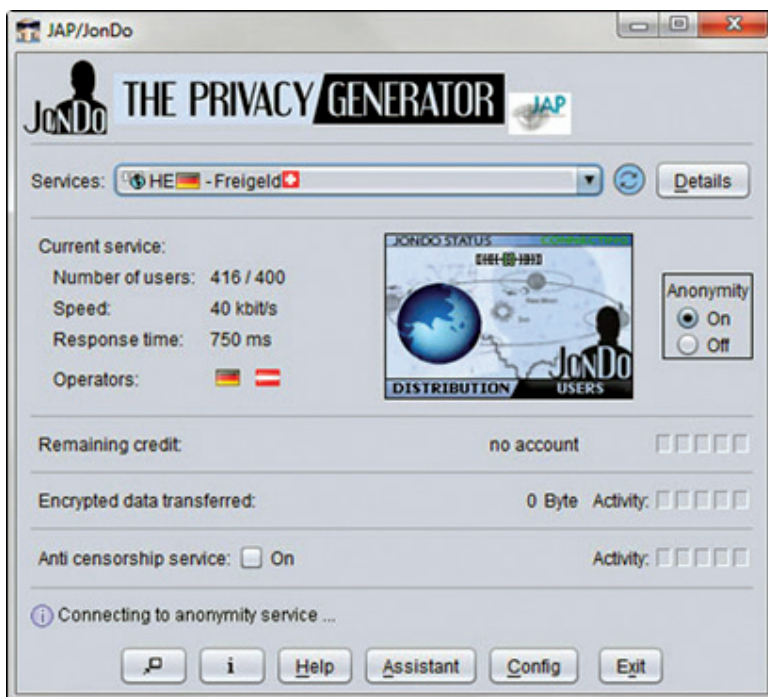 JAP/JonDo
JONDO THE PRIVACY GENERATOR JAP
Services: HE - Freigeld Details
Current service:
Number of users: 416 / 400
Speed: 40 kbit/s
Response time: 750 ms
Operators:
JONDO STATUS
DISTRIBUTION
JONDO
USERS
Anonymity
On
Off
Remaining credit: no account
Encrypted data transferred: 0 Byte Activity:
Anti censorship service: On Activity:
Connecting to anonymity service ...
i Help Assistant Config Exit